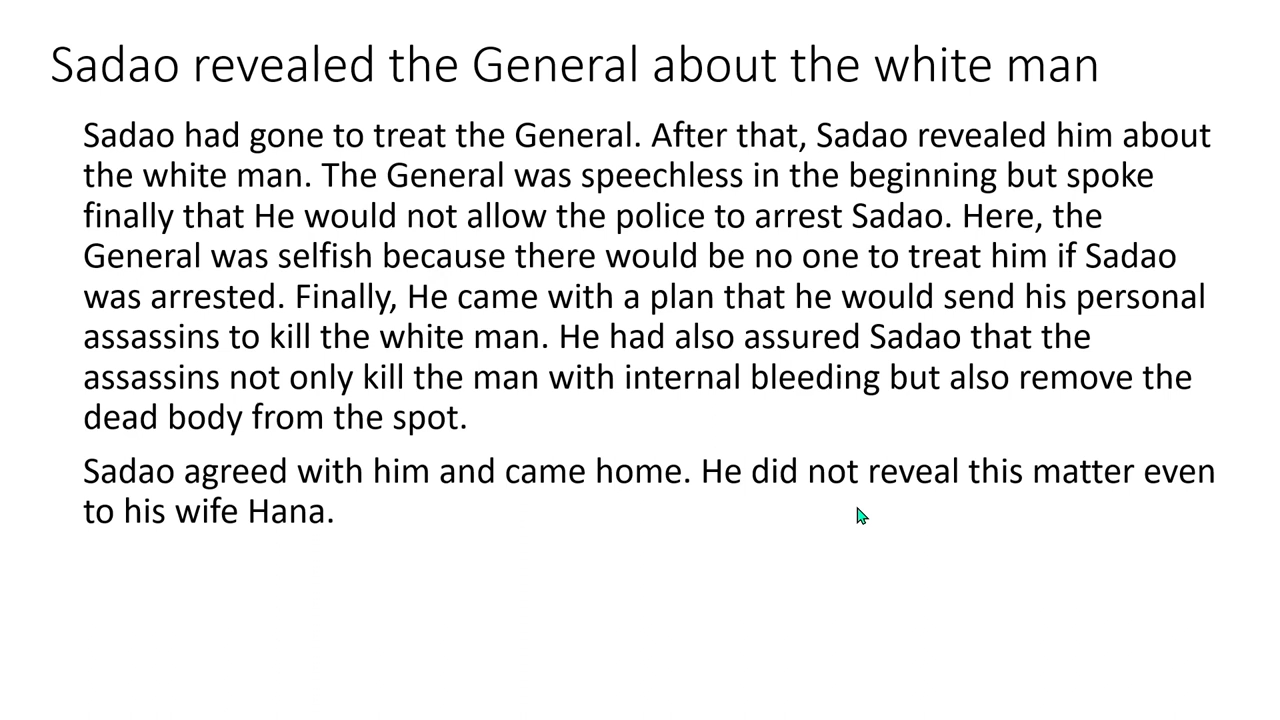 Sadao revealed the General about the white man
Sadao had gone to treat the General. After that, Sadao revealed him about
the white man. The General was speechless in the beginning but spoke
finally that He would not allow the police to arrest Sadao. Here, the
General was selfish because there would be no one to treat him if Sadao
was arrested. Finally, He came with a plan that he would send his personal
assassins to kill the white man. He had also assured Sadao that the
assassins not only kill the man with internal bleeding but also remove the
dead body from the spot.
Sadao agreed with him and came home. He did not reveal this matter even
to his wife Hana.